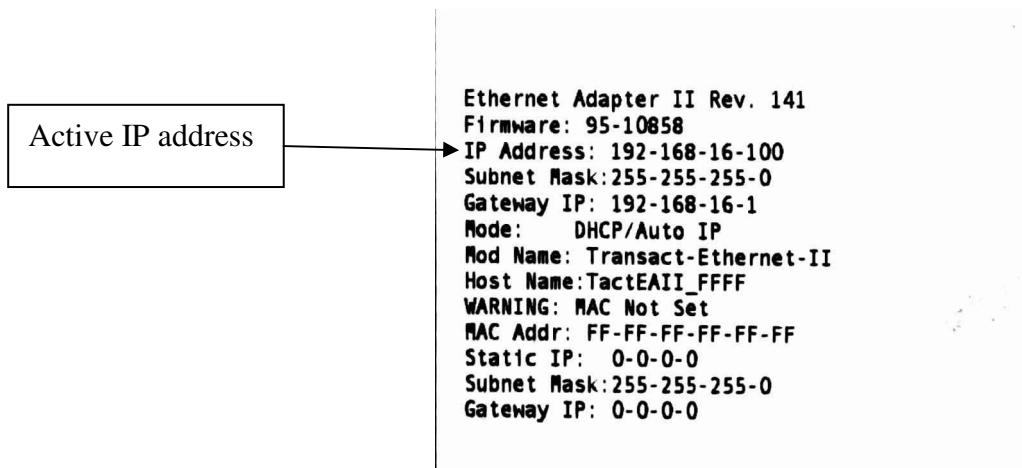 Active IP address
Ethernet Adapter II Rev. 141
Firmware: 95-10858
IP Address: 192-168-16-100
Subnet Mask:255-255-255-0
Gateway IP: 192-168-16-1
Mode: DHCP/Auto IP
Mod Name: Transact-Ethernet-II
Host Name:TactEAII_FFFF
WARNING: MAC Not Set
MAC Addr: FF-FF-FF-FF-FF-FF
Static IP: 0-0-0-0
Subnet Mask:255-255-255-0
Gateway IP: 0-0-0-0